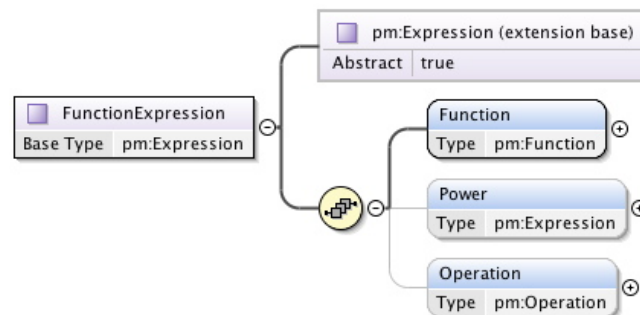 pm:Expression (extension base)
Abstract true
FunctionExpression
Base Type pm:Expression
Function
Type pm:Function
Power
Type pm:Expression
Operation
Type pm:Operation